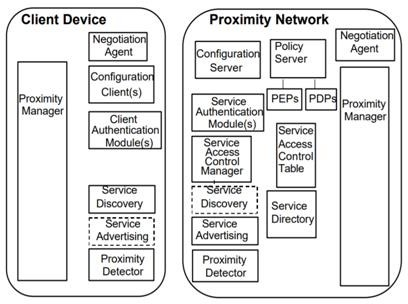 Client Device
Negotiation
Agent
Configuration
Client(s)
Proximity
Manager
Client
Authentication
Module(s)
Service
Discovery
Service
Advertising
Proximity
Detector
Proximity Network
Negotiation
Agent
Configuration
Server
Policy
Server
PEPs
PDPs
Proximity
Manager
Service
Authentication
Module(s)
Service
Access
Control
Manager
Service
Access
Control
Table
Service
Discovery
Service
Directory
Service
Advertising
Proximity
Detector